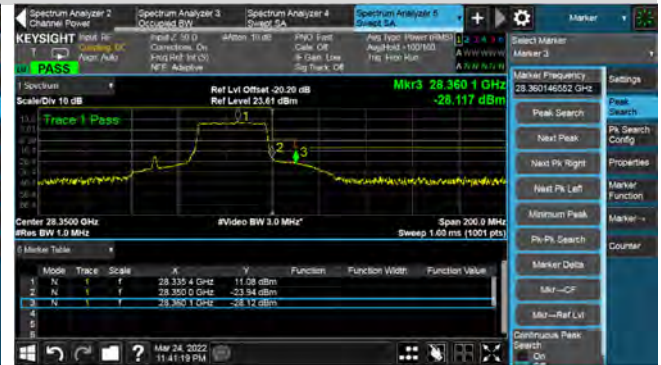 Spectrum Analyzer 2
Channel Power
Spectrum Analyzer 3
Occupied BW
Spectrum Analyzer 4
Swept SA
Spectrum Analyzer 5
Swept SA
Marker
KEYSIGHT
Input: RF
Coupling: DC
Align: Auto
Input Z: 50 Ω
Corrections: On
Freq Ref: Int (S)
NFE: Adaptive
#Atten: 10 dB
PNO: Fast
Gate: Off
IF Gain: Low
Sig Track: Off
Avg Type: Power (RMS)
Avg|Hold: >100/100
Trig: Free Run
PASS
Select Marker
Marker 3
1 Spectrum
Scale/Div 10 dB
Ref Lvl Offset -20.20 dB
Ref Level 23.61 dBm
Mkr3 28.360 1 GHz
-28.117 dBm
Trace 1 Pass
1
2
3
Center 28.3500 GHz
#Res BW 1.0 MHz
#Video BW 3.0 MHz*
Span 200.0 MHz
Sweep 1.00 ms (1001 pts)
Marker Frequency
28.360146552 GHz
Peak Search
Next Peak
Next Pk Right
Next Pk Left
Minimum Peak
Pk-Pk Search
Marker Delta
Mkr→CF
Mkr→Ref Lvl
Continuous Peak
Search
On
Settings
Peak
Search
Pk Search
Config
Properties
Marker
Function
Marker→
Counter
Marker Table
Mode Trace Scale X Y Function Function Width Function Value
1 N 1 f 28.335 4 GHz 11.08 dBm
2 N 1 f 28.350 0 GHz -23.94 dBm
3 N 1 f 28.360 1 GHz -28.12 dBm
4
5
6
Mar 24, 2022
11:41:19 PM